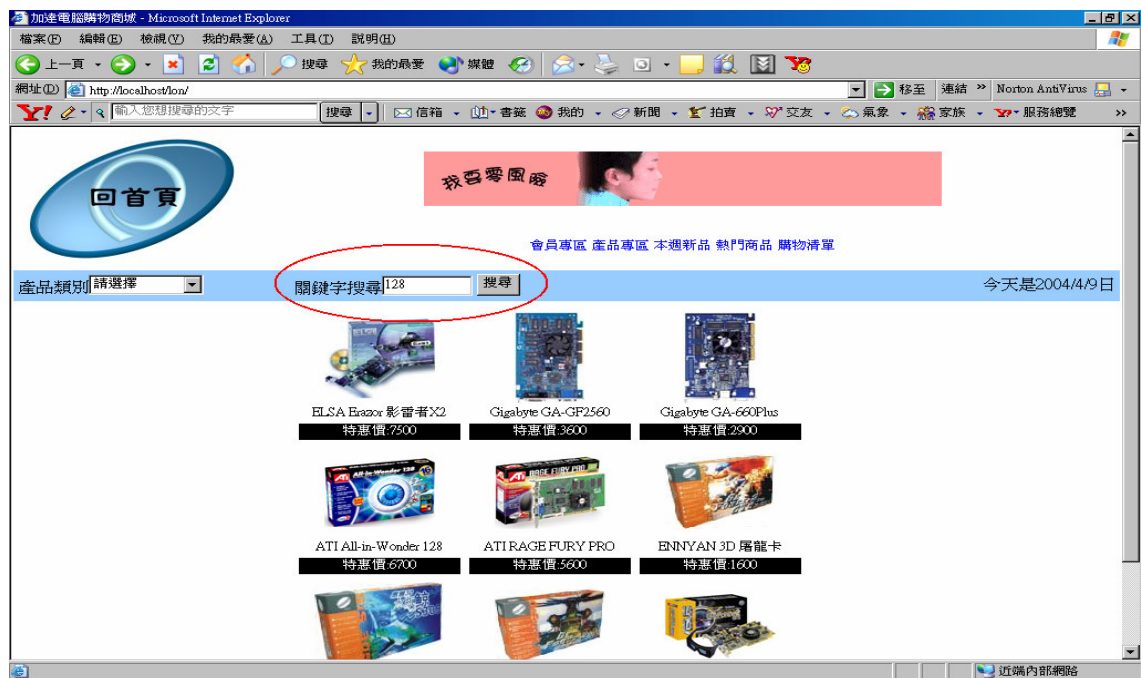 加達電腦購物商城 - Microsoft Internet Explorer
檔案(F) 編輯(E) 檢視(V) 我的最愛(A) 工具(T) 說明(H)
上一頁 搜尋 我的最愛 媒體
網址(D) http://localhost/lon/ 移至 連結 » Norton AntiVirus
Y! 輸入您想搜尋的文字 搜尋 信箱 書籤 我的 新聞 拍賣 交友 氣象 家族 服務總覽 »
回首頁
我要零風險
會員專區 產品專區 本週新品 熱門商品 購物清單
產品類別 請選擇 關鍵字搜尋 128 搜尋 今天是2004/4/9日
ELSA Erazor 影雷者X2 Gigabyte GA-GF2560 Gigabyte GA-660Plus
特惠價:7500 特惠價:3600 特惠價:2900
ATI All-in-Wonder 128 ATI RAGE FURY PRO ENNYAN 3D 屠龍卡
特惠價:6700 特惠價:5600 特惠價:1600
近端內部網路